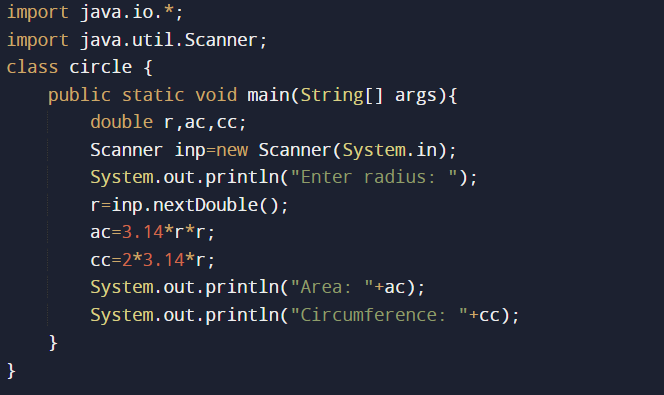 import java.io.*;
import java.util.Scanner;
class circle {
    public static void main(String[] args){
        double r,ac,cc;
        Scanner inp=new Scanner(System.in);
        System.out.println("Enter radius: ");
        r=inp.nextDouble();
        ac=3.14*r*r;
        cc=2*3.14*r;
        System.out.println("Area: "+ac);
        System.out.println("Circumference: "+cc);
    }
}